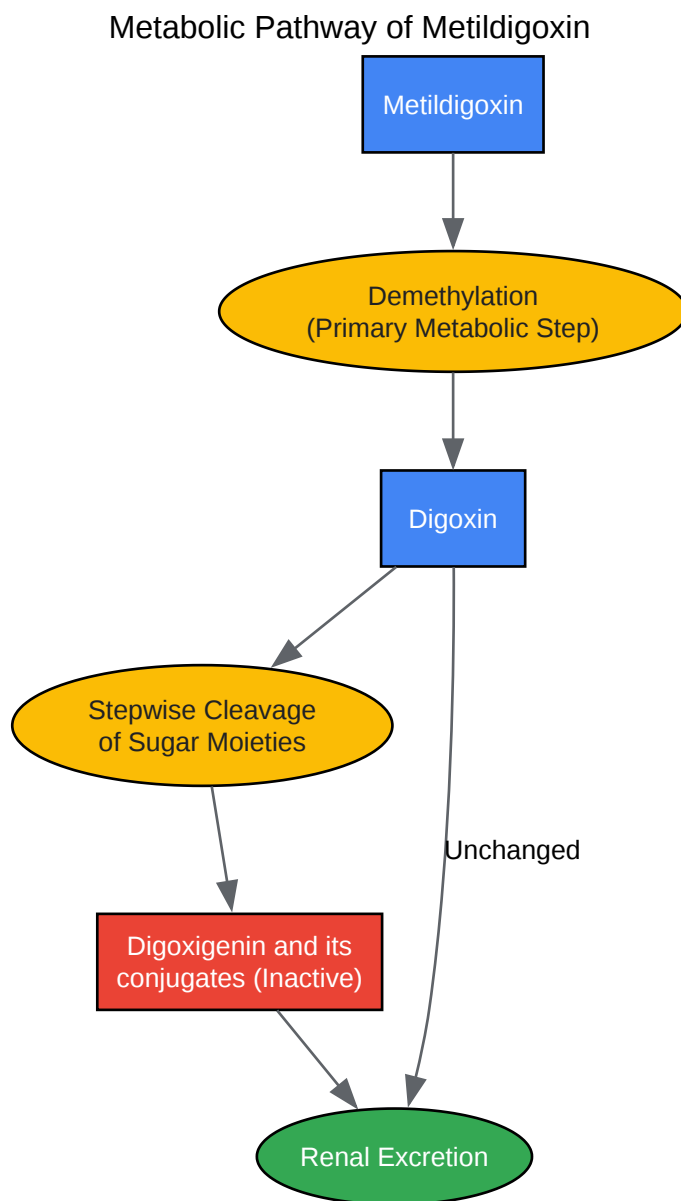 Metabolic Pathway of Metildigoxin
Metildigoxin
Demethylation
(Primary Metabolic Step)
Digoxin
Stepwise Cleavage
of Sugar Moieties
Unchanged
Digoxigenin and its
conjugates (Inactive)
Renal Excretion